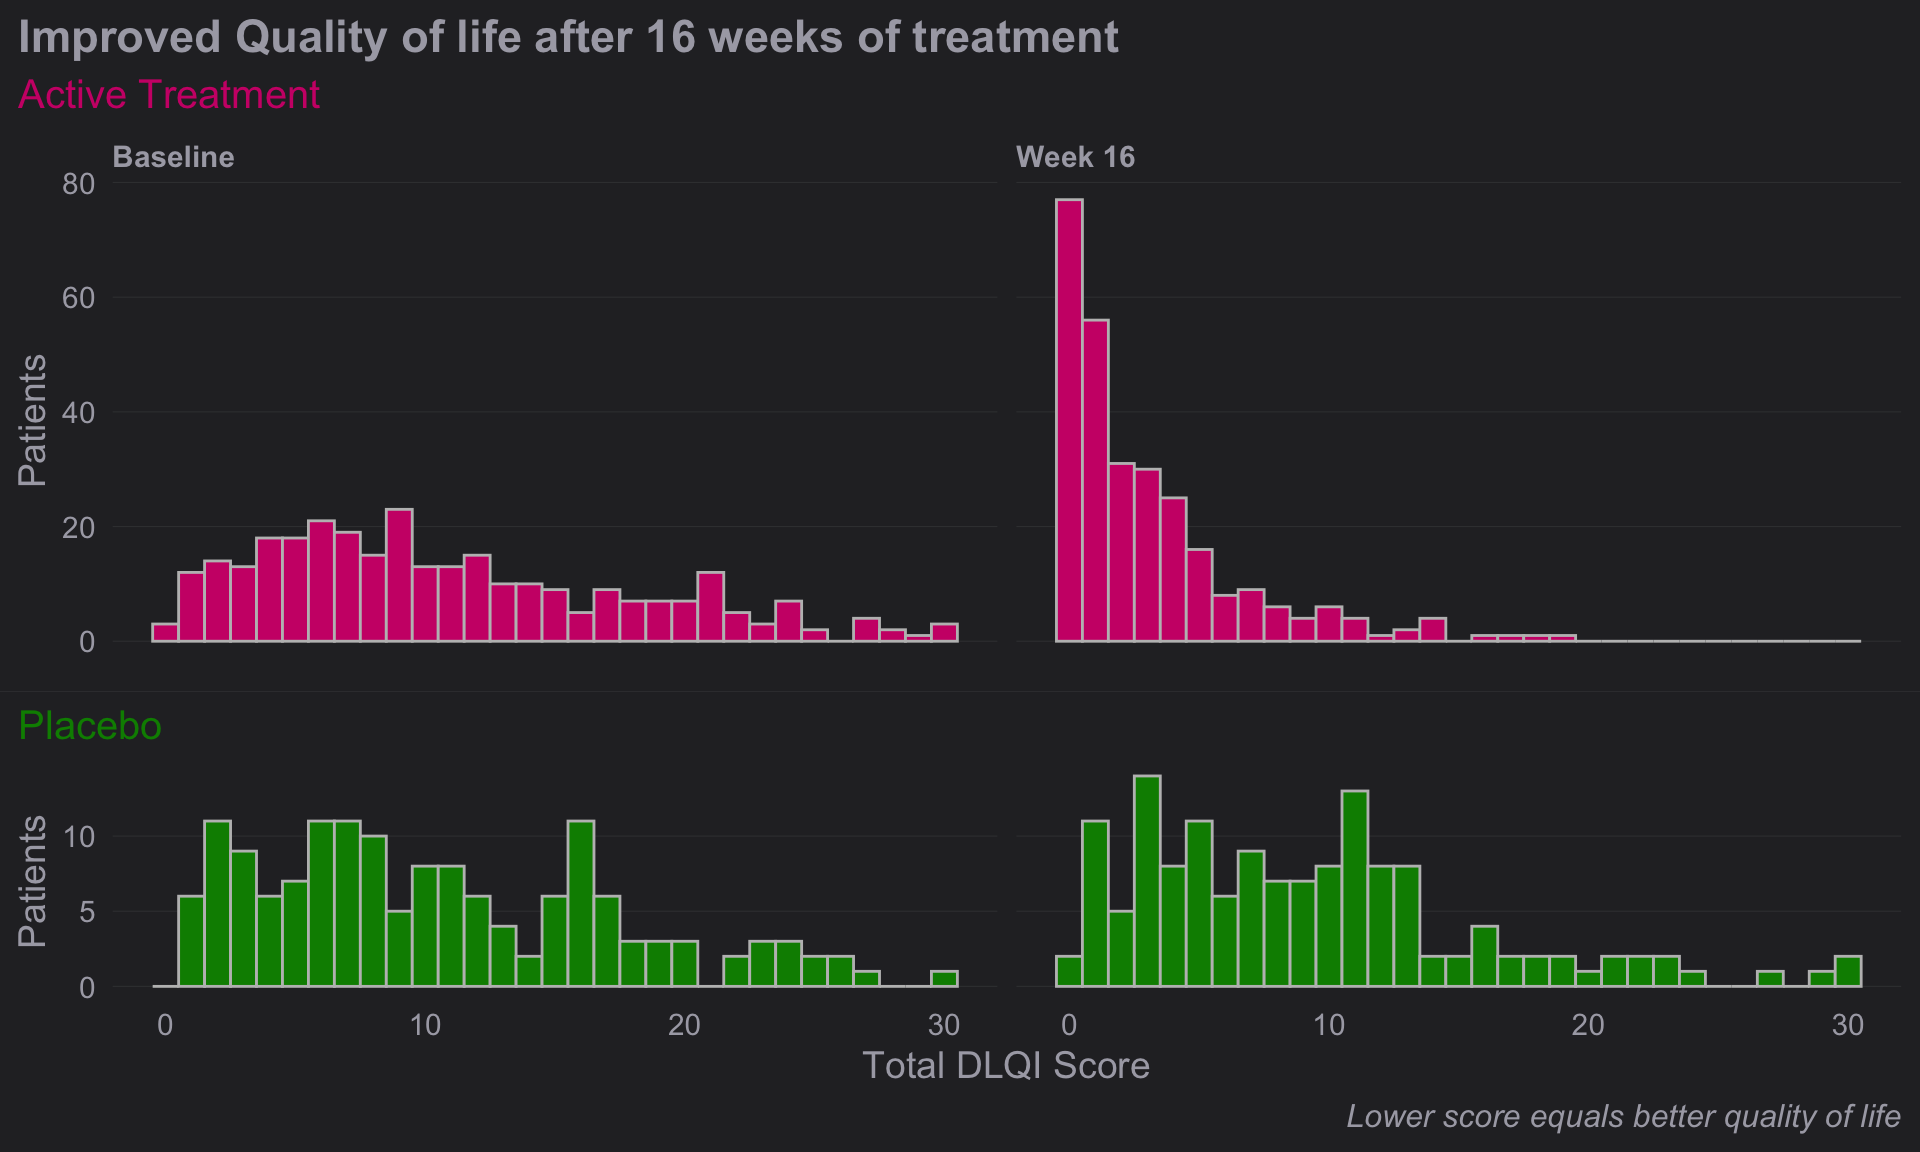 Improved Quality of life after 16 weeks of treatment
Active Treatment
Baseline
Week 16
80
60
40
20
0
Patients
Placebo
10
5
0
Patients
0 10 20 30
0 10 20 30
Total DLQI Score
Lower score equals better quality of life